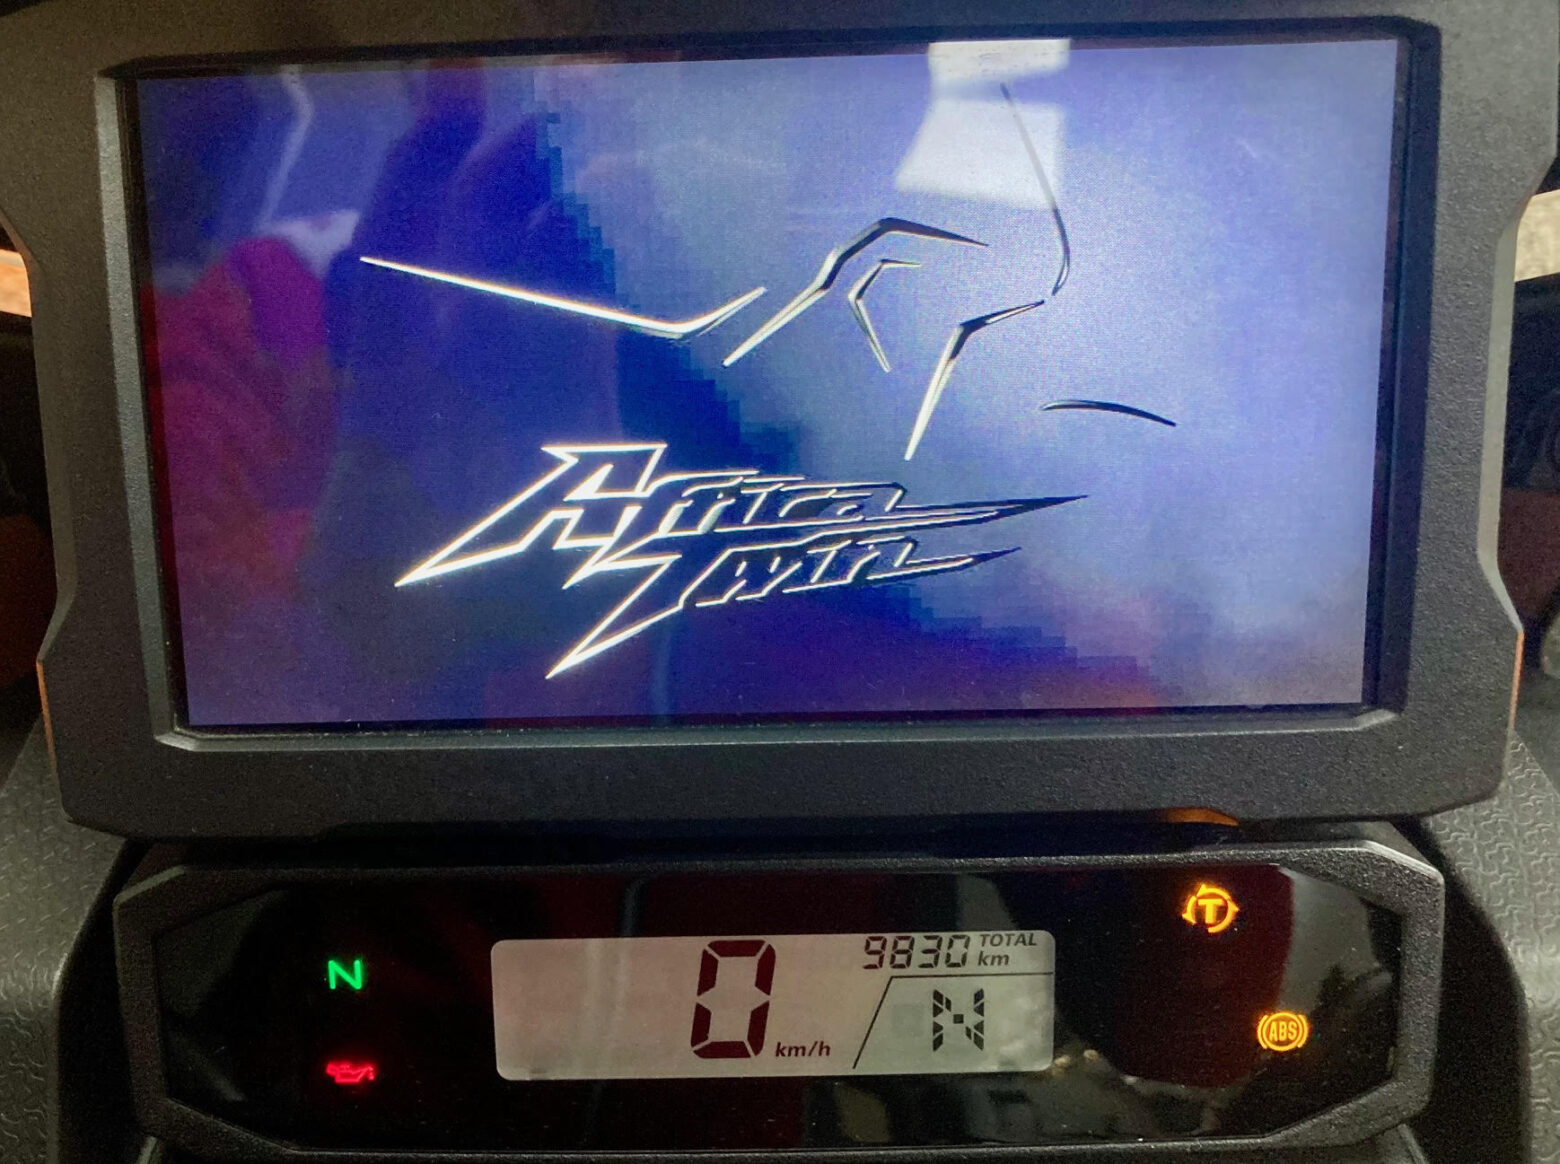 Africa
Twin
T
N
0 km/h
9830 TOTAL km
N
ABS